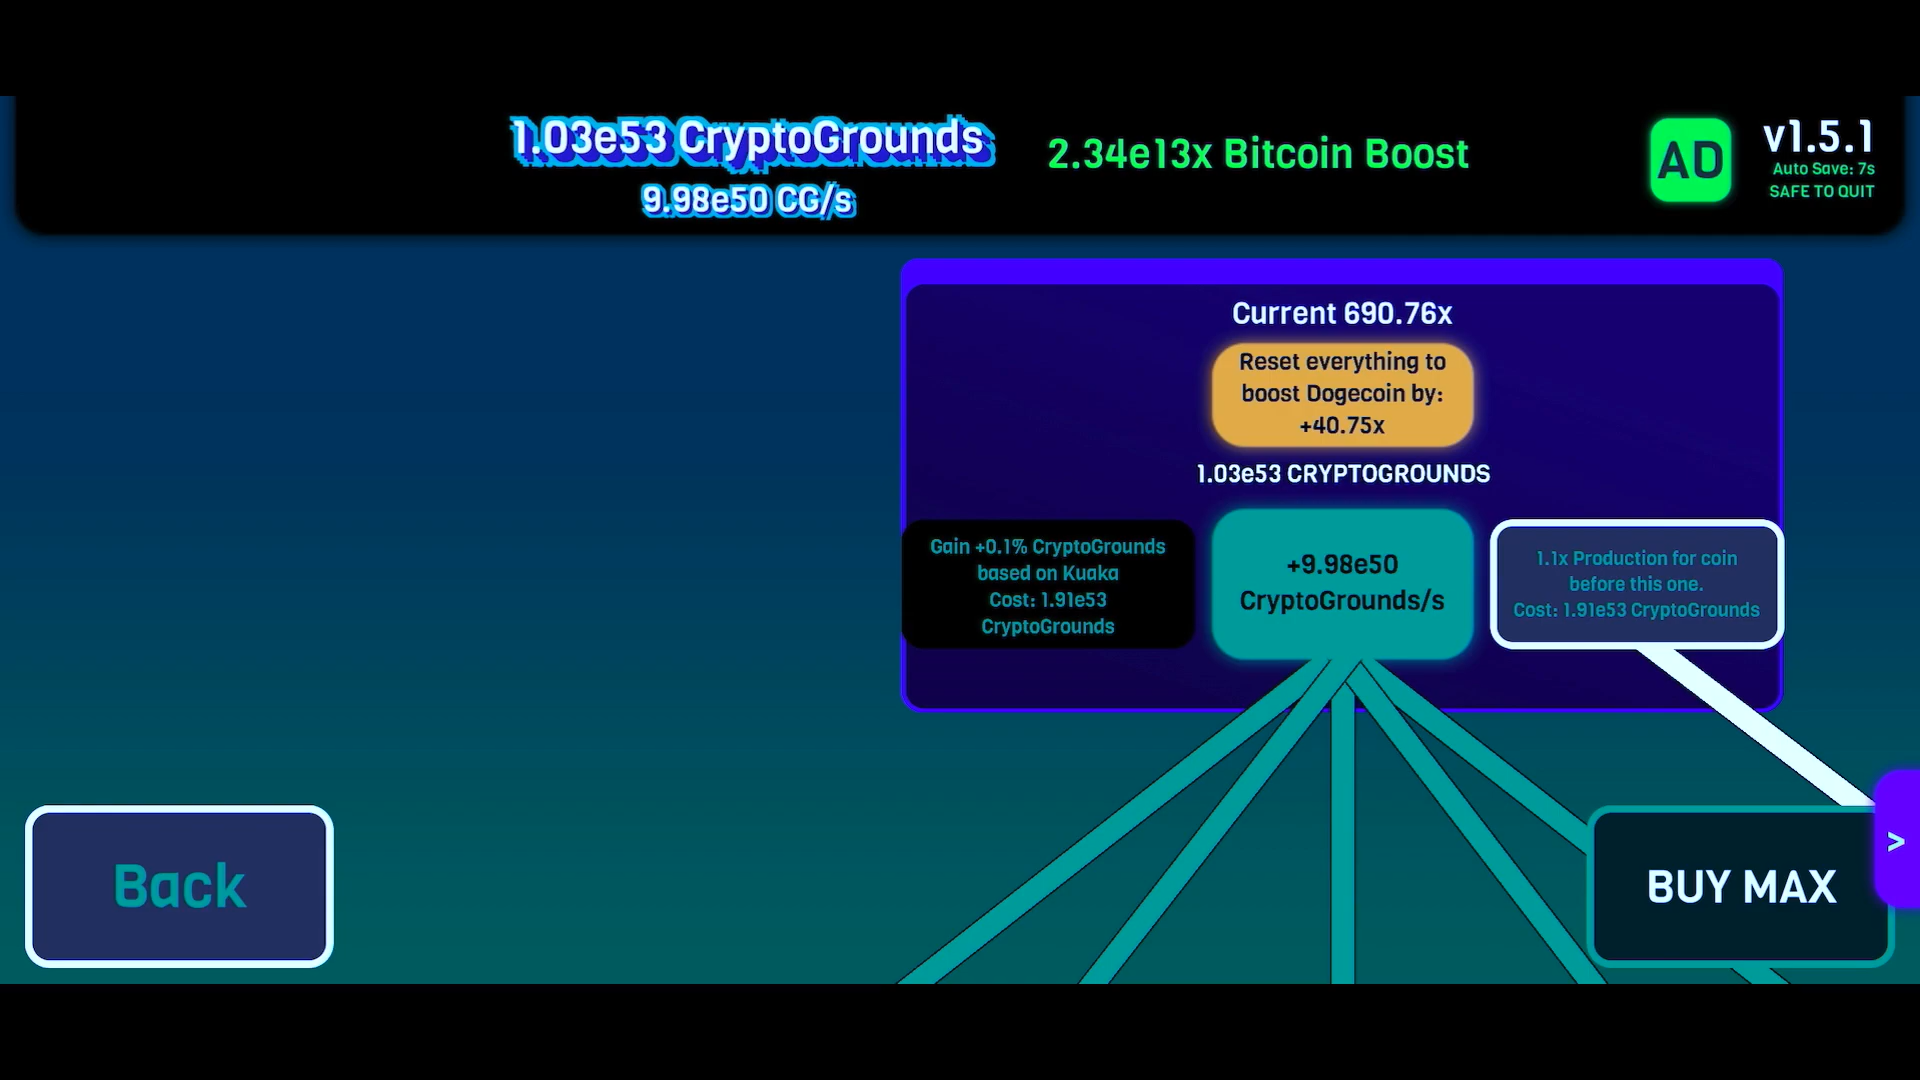 1.03e53 CryptoGrounds
9.98e50 CG/s
2.34e13x Bitcoin Boost
AD
v1.5.1
Auto Save: 7s
SAFE TO QUIT
Current 690.76x
Reset everything to
boost Dogecoin by:
+40.75x
1.03e53 CRYPTOGROUNDS
Gain +0.1% CryptoGrounds
based on Kuaka
Cost: 1.91e53
CryptoGrounds
+9.98e50
CryptoGrounds/s
1.1x Production for coin
before this one.
Cost: 1.91e53 CryptoGrounds
Back
BUY MAX
>